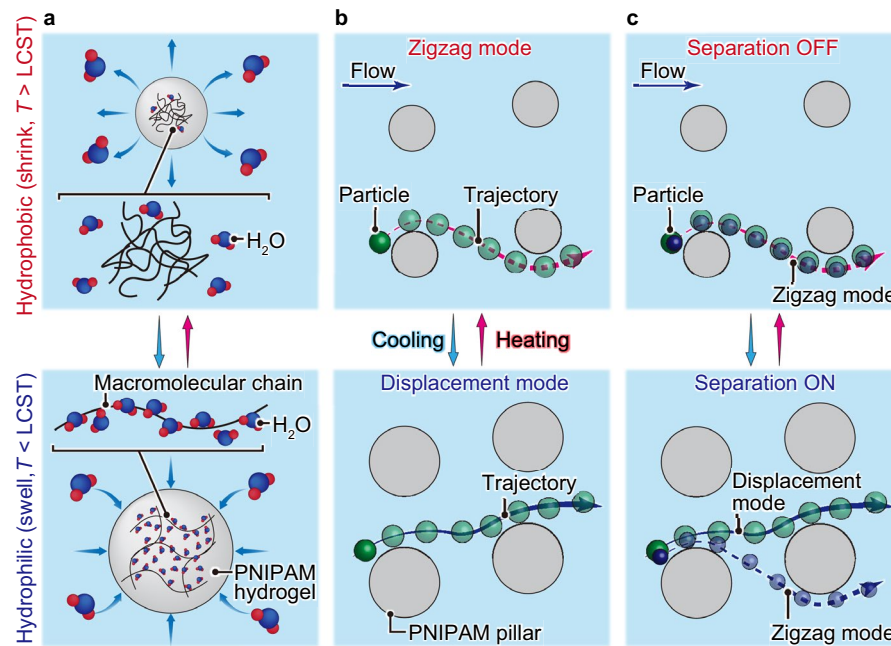 a
b
c
Hydrophobic (shrink, T > LCST)
H2O
Zigzag mode
Flow
Particle
Trajectory
Separation OFF
Flow
Particle
Zigzag mode
Cooling
Heating
Hydrophilic (swell, T < LCST)
Macromolecular chain
H2O
PNIPAM
hydrogel
Displacement mode
Trajectory
PNIPAM pillar
Separation ON
Displacement
mode
Zigzag mode